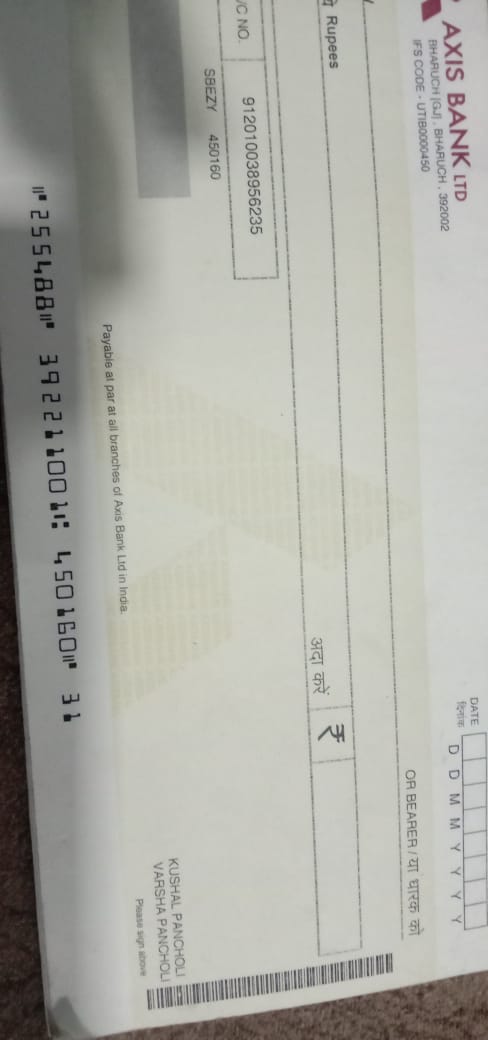 AXIS BANK LTD
BHARUCH [GJ], BHARUCH, 392002
IFS CODE - UTIB0000450
DATE
दिनांक
D D M M Y Y Y Y
OR BEARER / या धारक को
Rupees
अदा करें ₹
/C NO. 912010038956235
SBEZY 450160
KUSHAL PANCHOLI
VARSHA PANCHOLI
Please sign above
Payable at par at all branches of Axis Bank Ltd in India.
⑈255488⑈ 392211001⑆ 450160⑈ 31